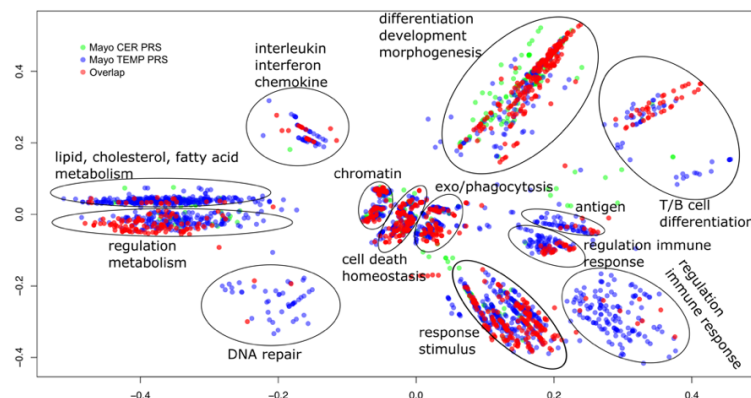 Mayo CER PRS
Mayo TEMP PRS
Overlap
interleukin
interferon
chemokine
differentiation
development
morphogenesis
lipid, cholesterol, fatty acid
metabolism
chromatin
exo/phagocytosis
antigen
T/B cell
differentiation
regulation
metabolism
cell death
homeostasis
regulation immune
response
regulation
immune response
DNA repair
response
stimulus
0.4
0.2
0.0
−0.2
−0.4
−0.4
−0.2
0.0
0.2
0.4